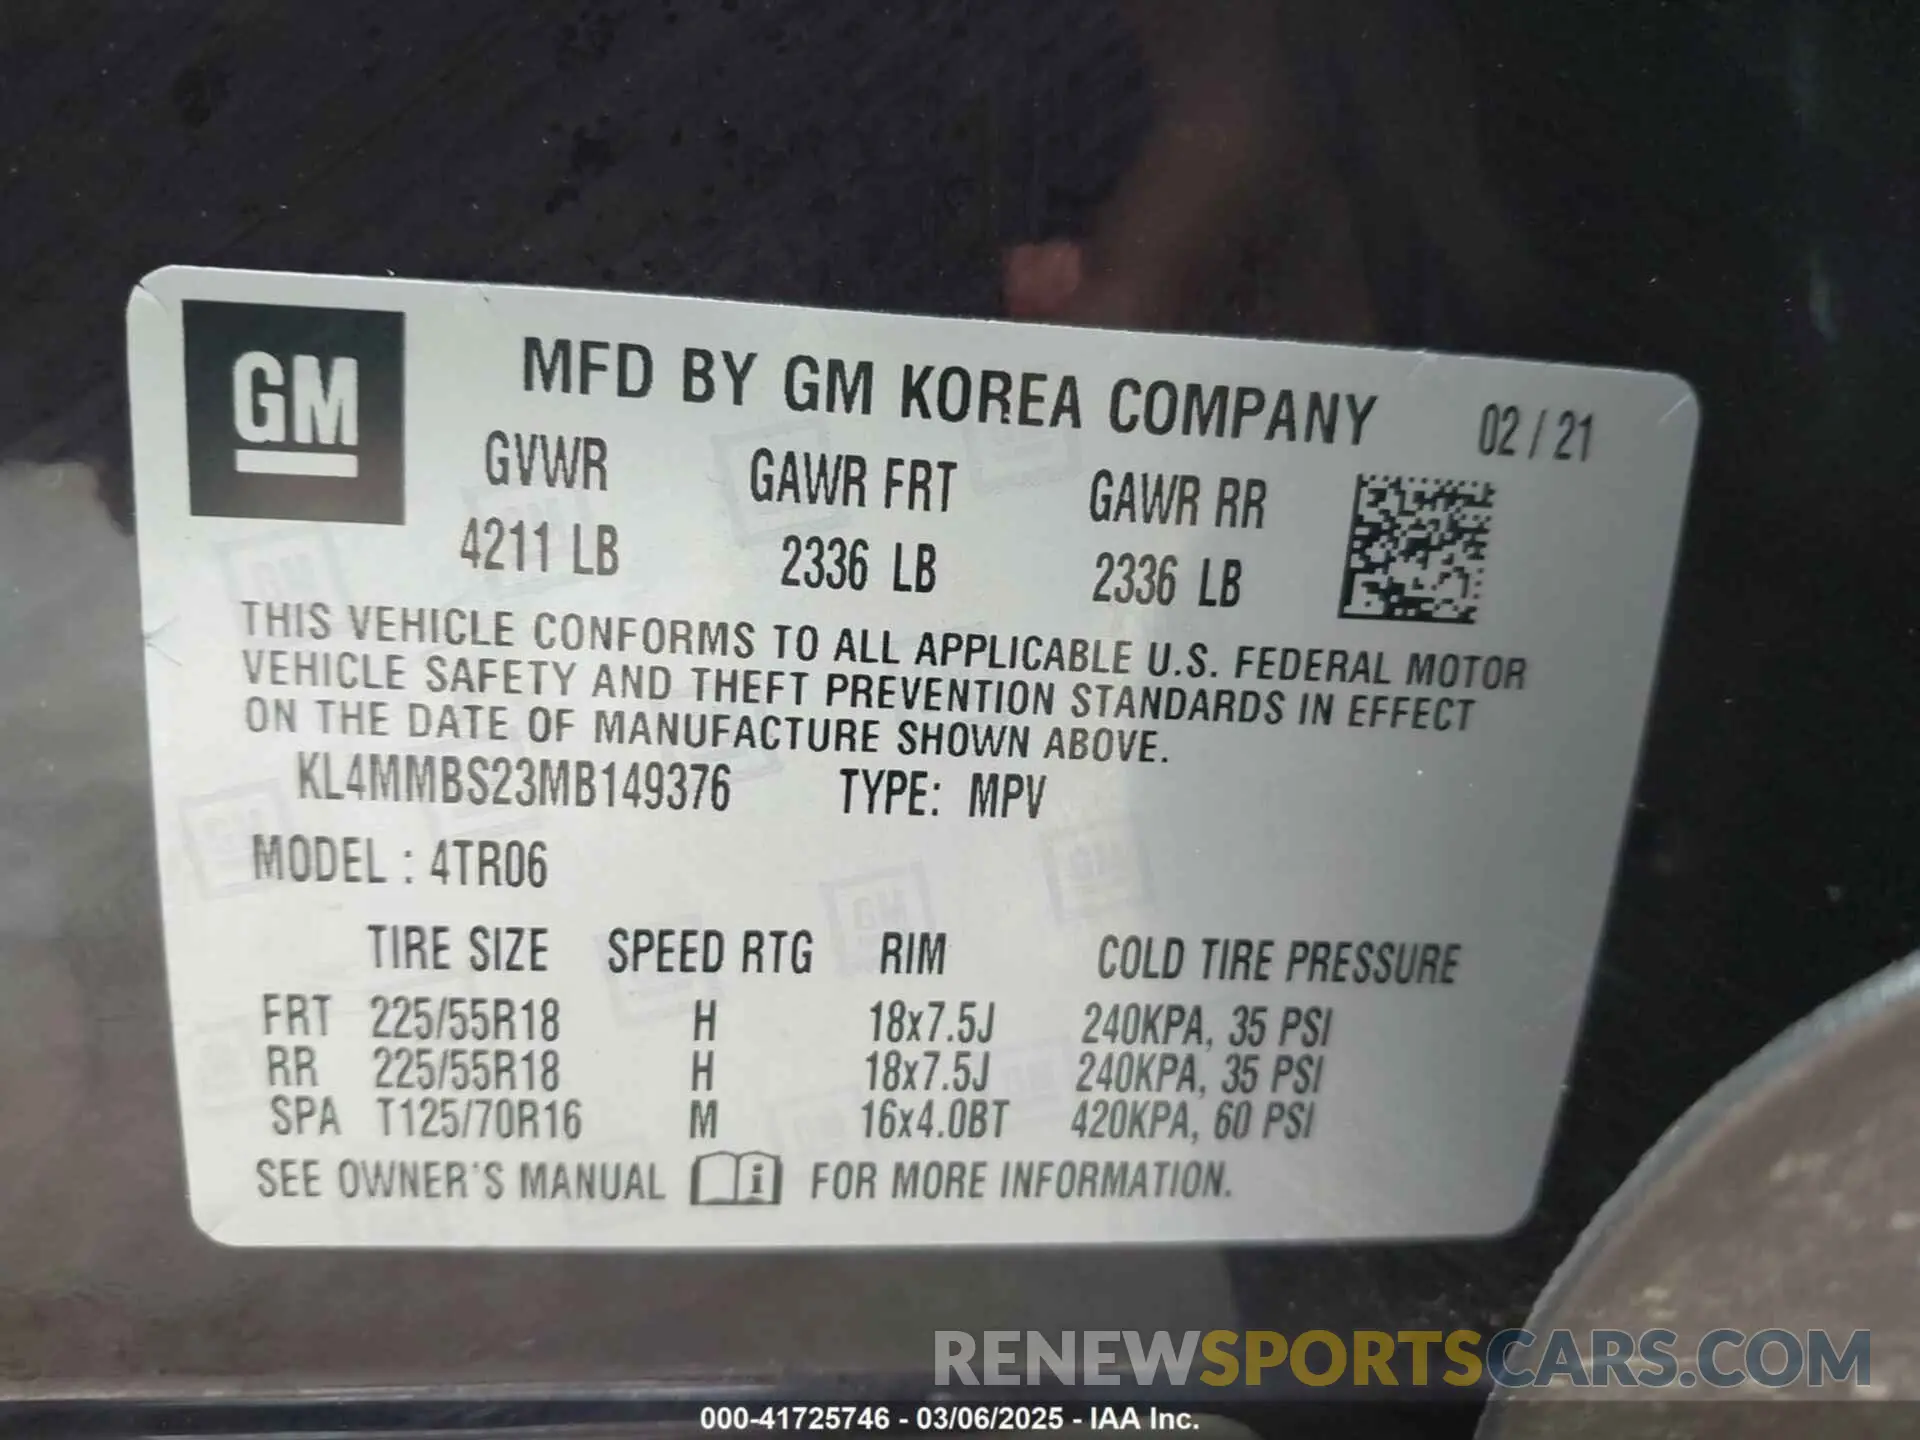 GM
MFD BY GM KOREA COMPANY 02 / 21
GVWR GAWR FRT GAWR RR
4211 LB 2336 LB 2336 LB
THIS VEHICLE CONFORMS TO ALL APPLICABLE U.S. FEDERAL MOTOR
VEHICLE SAFETY AND THEFT PREVENTION STANDARDS IN EFFECT
ON THE DATE OF MANUFACTURE SHOWN ABOVE.
KL4MMBS23MB149376 TYPE: MPV
MODEL : 4TR06
TIRE SIZE SPEED RTG RIM COLD TIRE PRESSURE
FRT 225/55R18 H 18x7.5J 240KPA, 35 PSI
RR 225/55R18 H 18x7.5J 240KPA, 35 PSI
SPA T125/70R16 M 16x4.0BT 420KPA, 60 PSI
SEE OWNER'S MANUAL i FOR MORE INFORMATION.
RENEWSPORTSCARS.COM
000-41725746 - 03/06/2025 - IAA Inc.